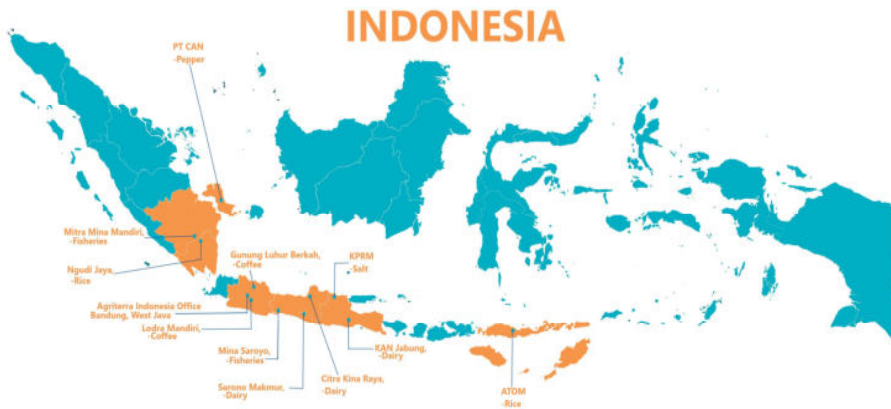 INDONESIA
PT CAN
-Pepper
Mitra Mina Mandiri,
-Fisheries
Ngudi Jaya,
-Rice
Gunung Luhur Berkah,
-Coffee
KPRM
-Salt
Agriterra Indonesia Office
Bandung, West Java
Lodra Mandiri,
-Coffee
Mina Saroyo,
-Fisheries
Sarono Makmur,
-Dairy
Citra Kina Raya,
-Dairy
KAN Jabung,
-Dairy
ATOM
-Rice